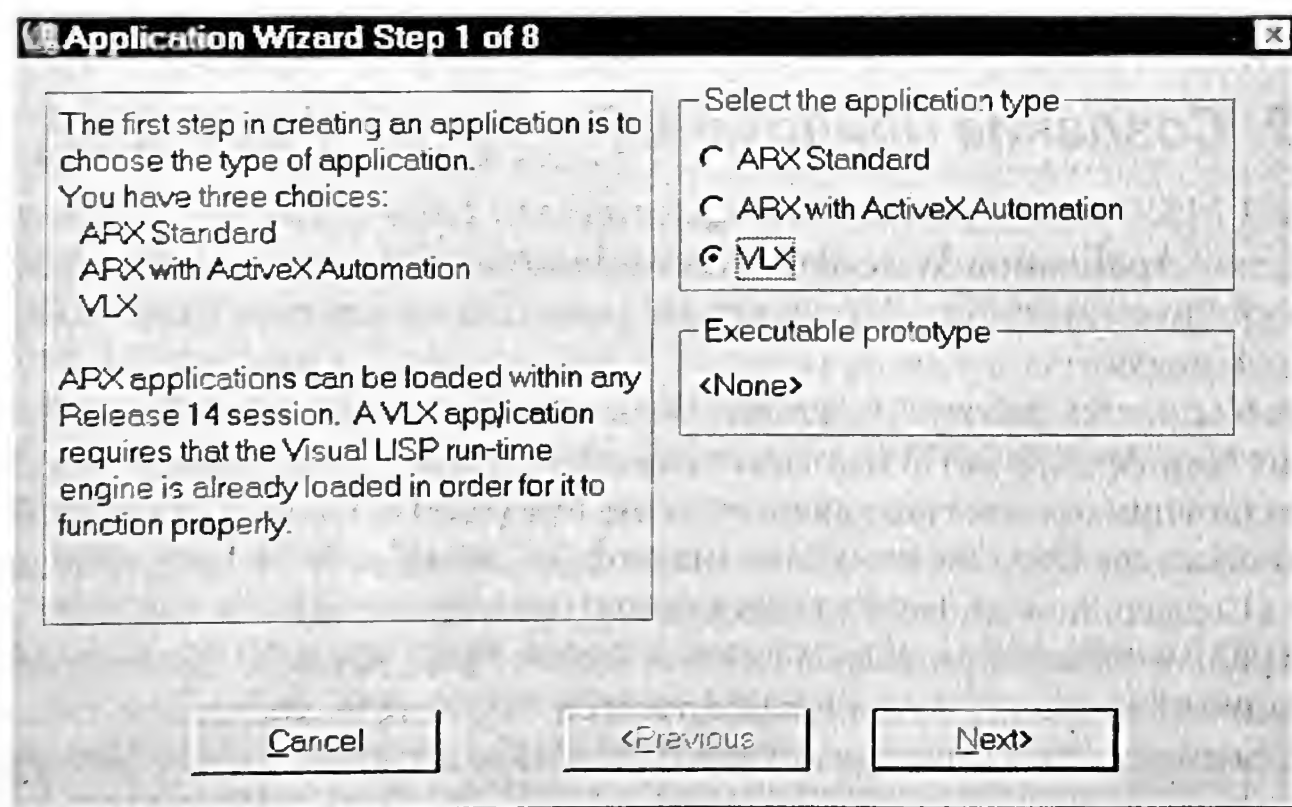 Application Wizard Step 1 of 8
The first step in creating an application is to
choose the type of application.
You have three choices:
ARX Standard
ARX with ActiveX Automation
VLX
ARX applications can be loaded within any
Release 14 session. A VLX application
requires that the Visual LISP run-time
engine is already loaded in order for it to
function properly.
Select the application type
ARX Standard
ARX with ActiveX Automation
VLX
Executable prototype
<None>
Cancel
<Previous
Next>